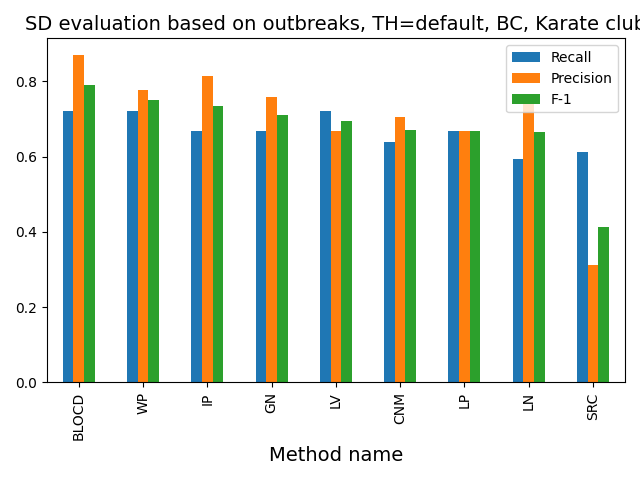 SD evaluation based on outbreaks, TH=default, BC, Karate club
Recall
Precision
F-1
0.8
0.6
0.4
0.2
0.0
BLOCD
WP
IP
GN
LV
CNM
LP
LN
SRC
Method name